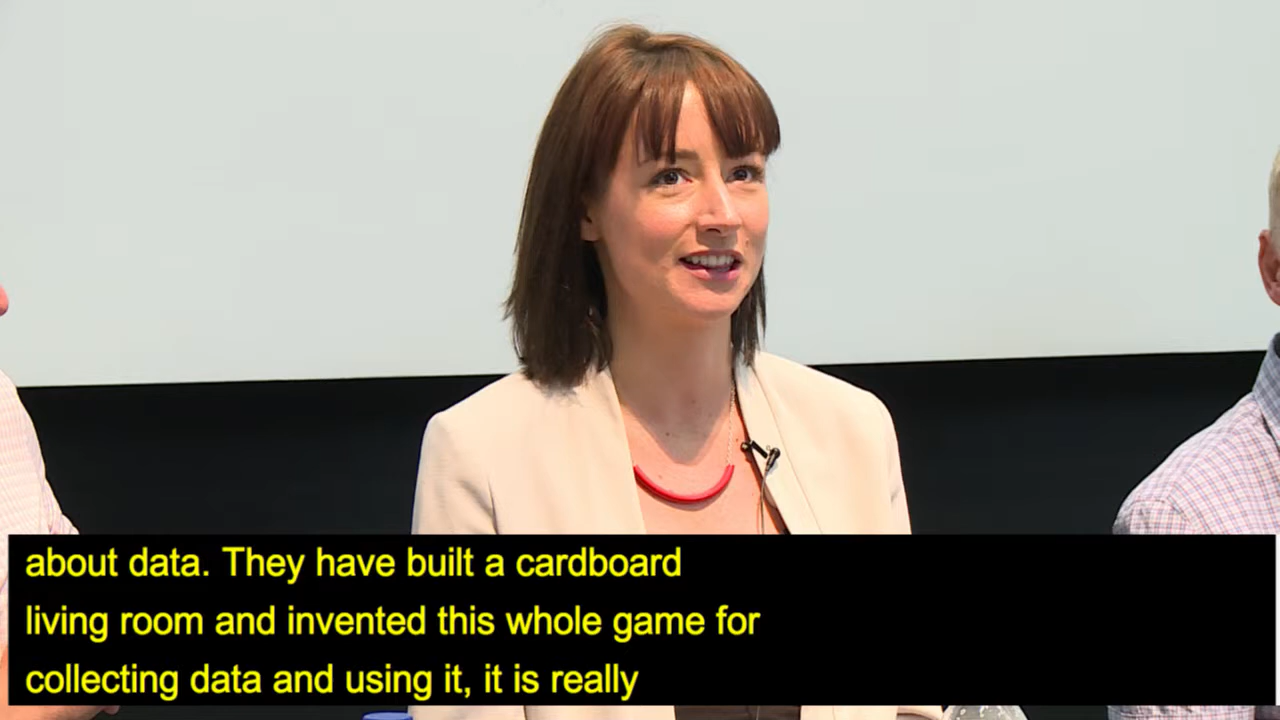 about data. They have built a cardboard
living room and invented this whole game for
collecting data and using it, it is really